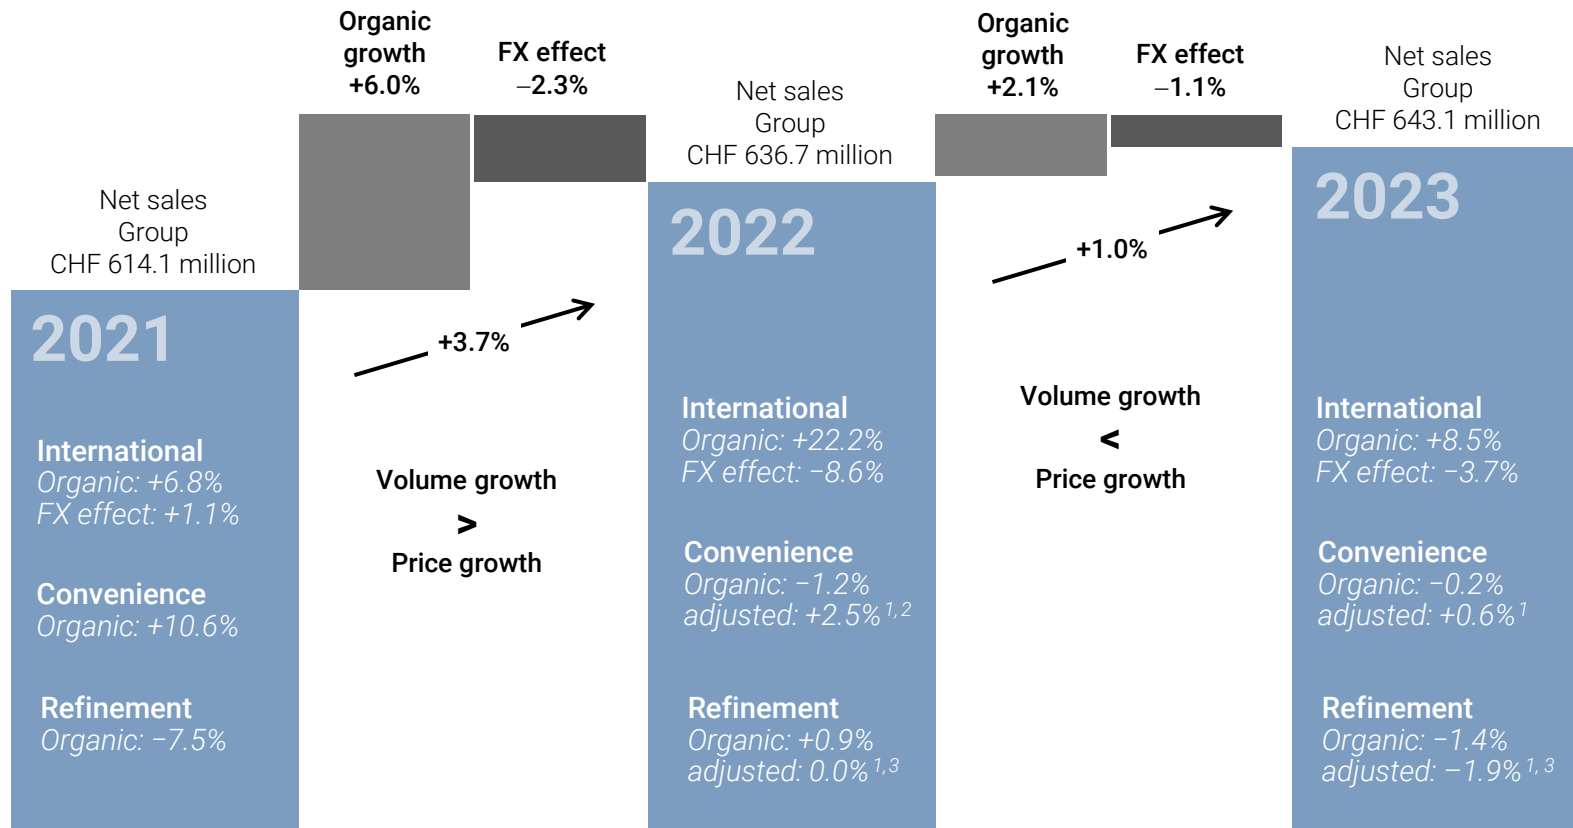 Net sales
Group
CHF 614.1 million
2021
International
Organic: +6.8%
FX effect: +1.1%
Convenience
Organic: +10.6%
Refinement
Organic: −7.5%
Organic
growth
+6.0%
FX effect
−2.3%
+3.7%
Volume growth
>
Price growth
Net sales
Group
CHF 636.7 million
2022
International
Organic: +22.2%
FX effect: −8.6%
Convenience
Organic: −1.2%
adjusted: +2.5% 1,2
Refinement
Organic: +0.9%
adjusted: 0.0% 1,3
Organic
growth
+2.1%
FX effect
−1.1%
+1.0%
Volume growth
<
Price growth
Net sales
Group
CHF 643.1 million
2023
International
Organic: +8.5%
FX effect: −3.7%
Convenience
Organic: −0.2%
adjusted: +0.6% 1
Refinement
Organic: −1.4%
adjusted: −1.9% 1, 3